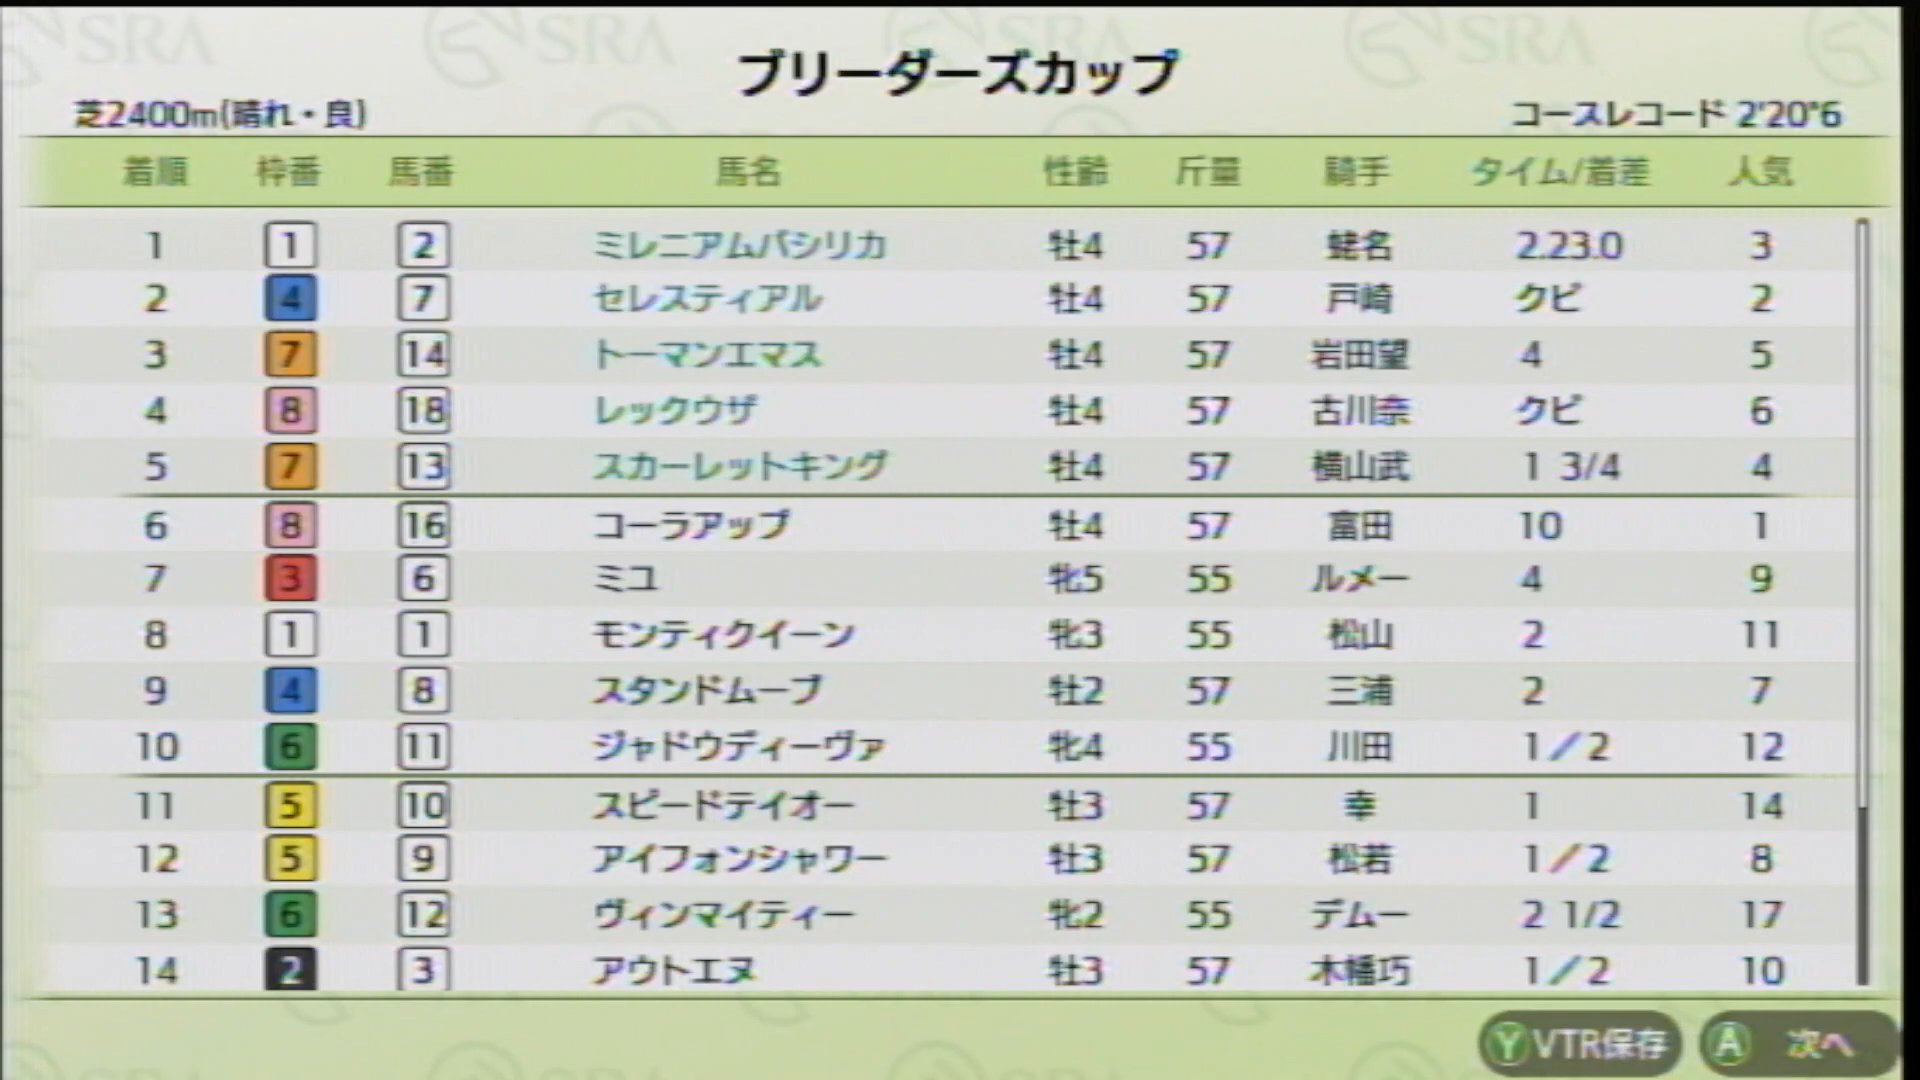 SRA SRA SRA SRA
ブリーダーズカップ
芝2400m(晴れ・良) コースレコード 2'20"6
着順 枠番 馬番 馬名 性齢 斤量 騎手 タイム/着差 人気
1 1 2 ミレニアムバシリカ 牡4 57 蛯名 2.23.0 3
2 4 7 セレスティアル 牡4 57 戸崎 クビ 2
3 7 14 トーマンエマス 牡4 57 岩田望 4 5
4 8 18 レックウザ 牡4 57 古川奈 クビ 6
5 7 13 スカーレットキング 牡4 57 横山武 1 3/4 4
6 8 16 コーラアップ 牡4 57 富田 10 1
7 3 6 ミユ 牝5 55 ルメー 4 9
8 1 1 モンティクイーン 牝3 55 松山 2 11
9 4 8 スタンドムーブ 牡2 57 三浦 2 7
10 6 11 ジャドウディーヴァ 牝4 55 川田 1/2 12
11 5 10 スピードテイオー 牡3 57 幸 1 14
12 5 9 アイフォンシャワー 牡3 57 松若 1/2 8
13 6 12 ヴィンマイティー 牝2 55 デムー 2 1/2 17
14 2 3 アウトエヌ 牡3 57 木幡巧 1/2 10
Y VTR保存 A 次へ